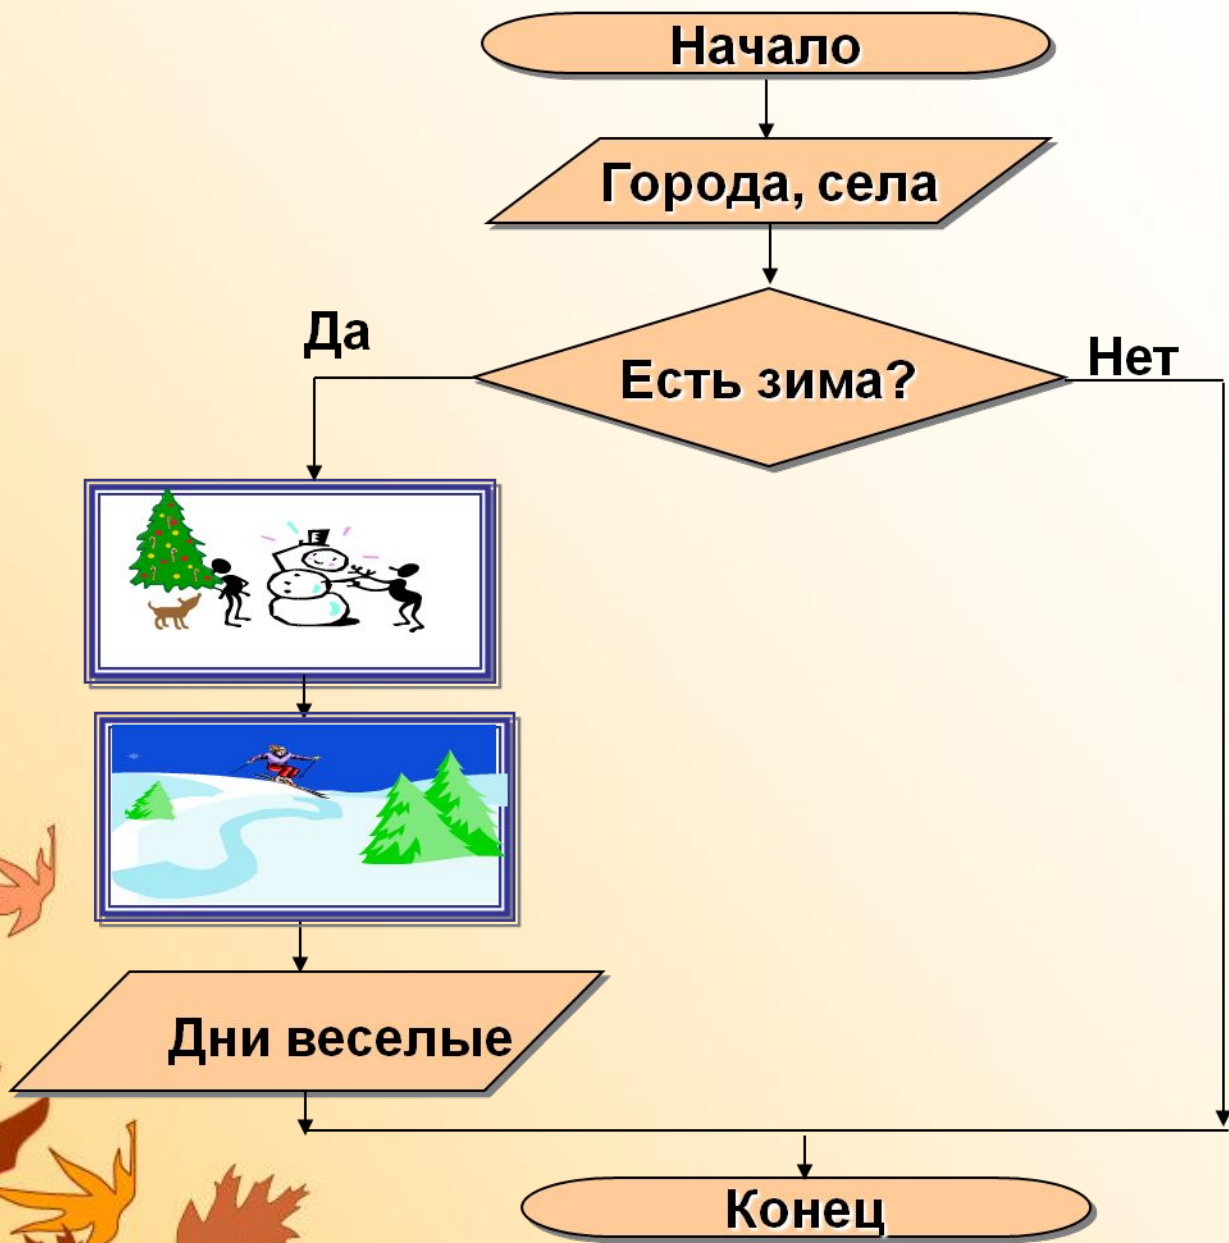 Начало
Города, села
Да
Нет
Есть зима?
Дни веселые
Конец